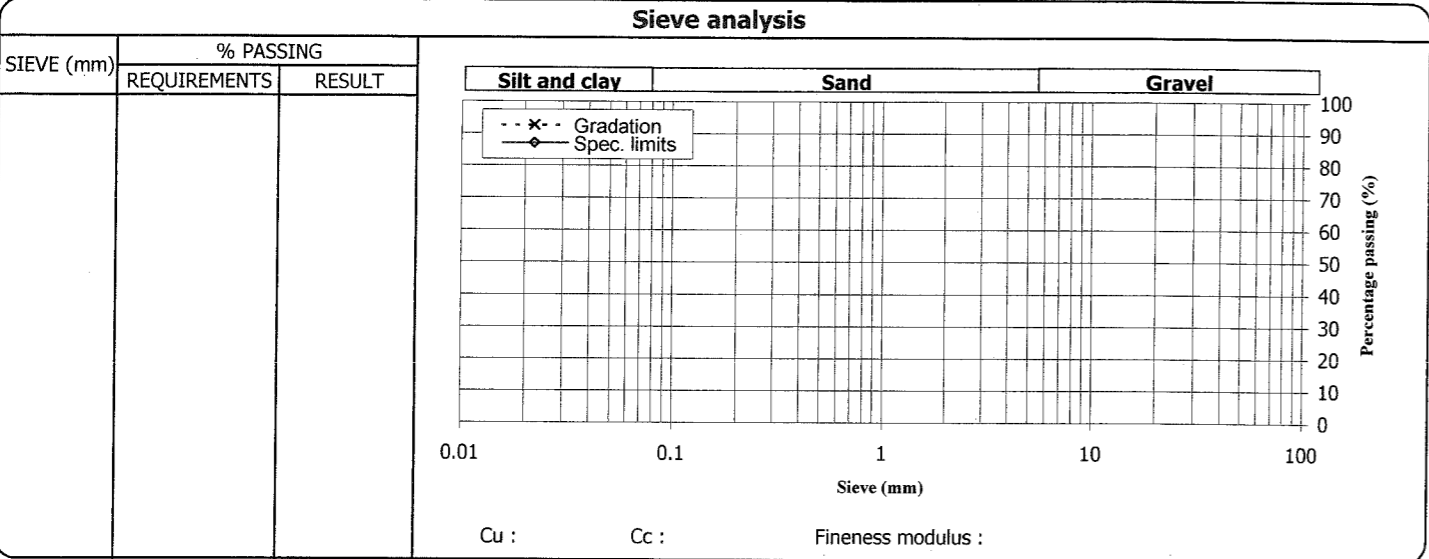 Sieve analysis
SIEVE (mm)
% PASSING
REQUIREMENTS RESULT
Silt and clay Sand Gravel
Gradation
Spec. limits
100
90
80
70
60
50
40
30
20
10
0
Percentage passing (%)
0.01 0.1 1 10 100
Sieve (mm)
Cu : Cc : Fineness modulus :